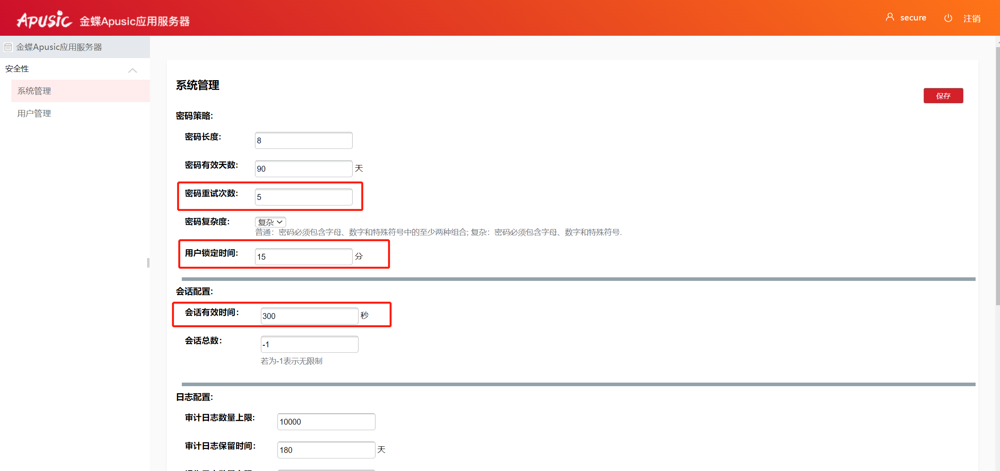 Apusic 金蝶Apusic应用服务器
secure 注销
金蝶Apusic应用服务器
安全性
系统管理
用户管理
系统管理
保存
密码策略:
密码长度: 8
密码有效天数: 90 天
密码重试次数: 5
密码复杂度: 复杂
普通：密码必须包含字母、数字和特殊符号中的至少两种组合; 复杂：密码必须包含字母、数字和特殊符号.
用户锁定时间: 15 分
会话配置:
会话有效时间： 300 秒
会话总数： -1
若为-1表示无限制
日志配置:
审计日志数量上限: 10000
审计日志保留时间： 180 天